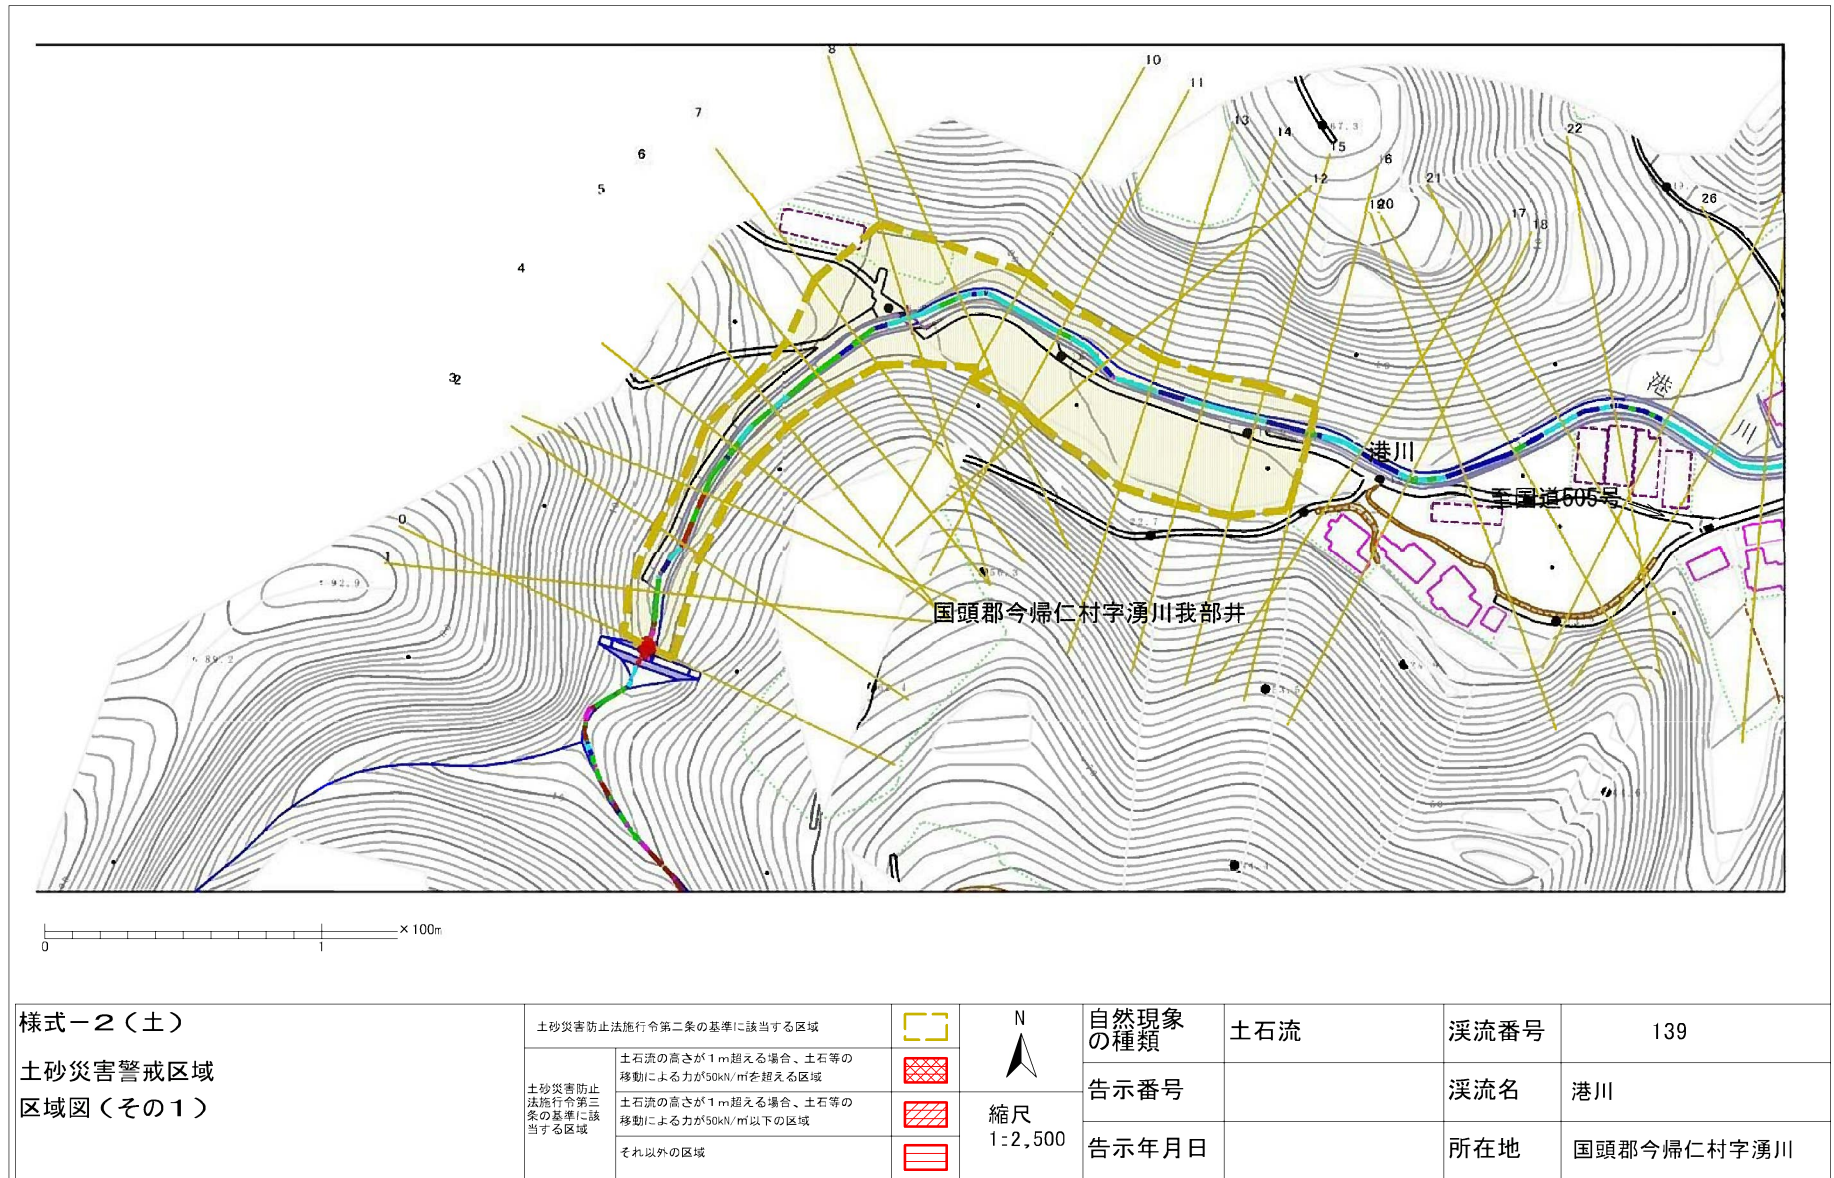 8
10
11
7
13
14
15
16
12
22
6
5
21
1920
17
18
26
4
32
67.3
港
川
港川
至国道505号
0
1
92.9
89.2
22.7
56.3
国頭郡今帰仁村字湧川我部井
0
1
×100m
様式－2（土）
土砂災害警戒区域
区域図（その1）
土砂災害防止法施行令第二条の基準に該当する区域
土砂災害防止
法施行令第三
条の基準に該
当する区域
土石流の高さが1m超える場合、土石等の
移動による力が50kN/㎡を超える区域
土石流の高さが1m超える場合、土石等の
移動による力が50kN/㎡以下の区域
それ以外の区域
N
縮尺
1:2,500
自然現象
の種類
土石流
渓流番号
139
告示番号
渓流名
港川
告示年月日
所在地
国頭郡今帰仁村字湧川